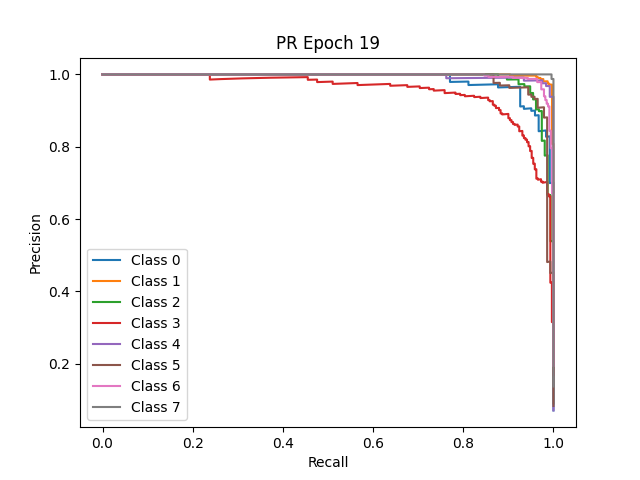 PR Epoch 19
1.0
0.8
0.6
0.4
0.2
Precision
Class 0
Class 1
Class 2
Class 3
Class 4
Class 5
Class 6
Class 7
0.0 0.2 0.4 0.6 0.8 1.0
Recall